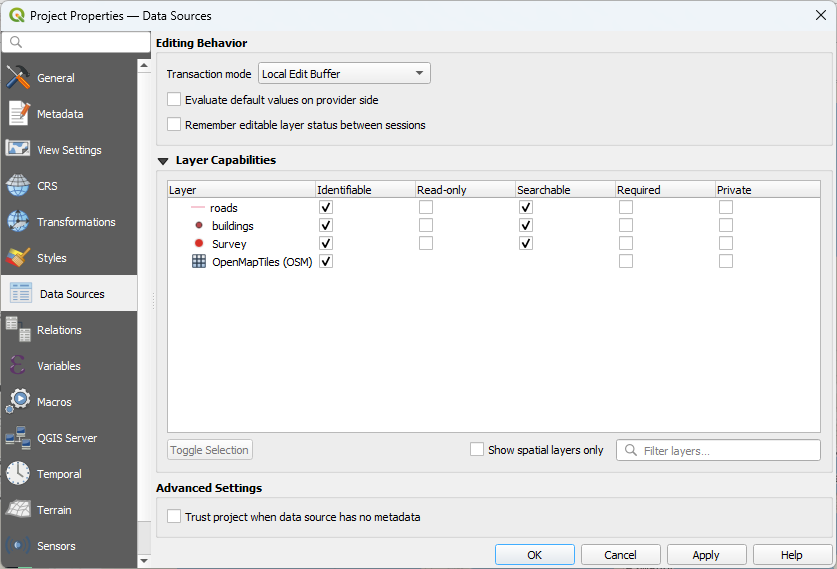 Project Properties — Data Sources
General
Metadata
View Settings
CRS
Transformations
Styles
Data Sources
Relations
Variables
Macros
QGIS Server
Temporal
Terrain
Sensors
Editing Behavior
Transaction mode Local Edit Buffer
Evaluate default values on provider side
Remember editable layer status between sessions
Layer Capabilities
Layer Identifiable Read-only Searchable Required Private
roads
buildings
Survey
OpenMapTiles (OSM)
Toggle Selection Show spatial layers only Filter layers...
Advanced Settings
Trust project when data source has no metadata
OK Cancel Apply Help